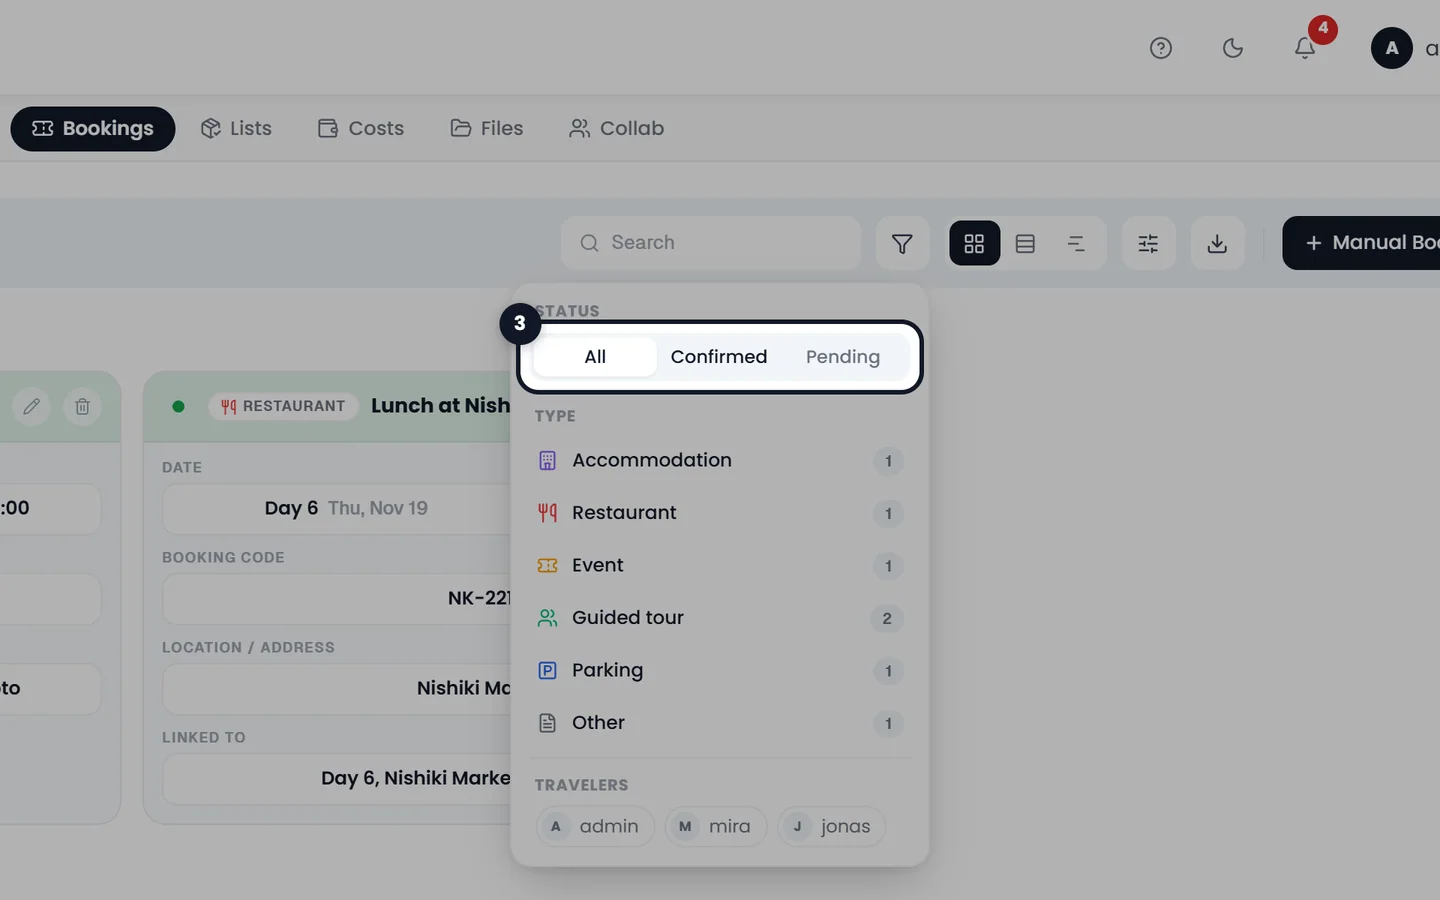 4
A a
Bookings Lists Costs Files Collab
Search
+ Manual Boo
STATUS
3
All Confirmed Pending
RESTAURANT Lunch at Nish
TYPE
Accommodation 1
Restaurant 1
Event 1
Guided tour 2
Parking 1
Other 1
TRAVELERS
A admin M mira J jonas
DATE
:00
Day 6 Thu, Nov 19
BOOKING CODE
NK-221
LOCATION / ADDRESS
oto
Nishiki Ma
LINKED TO
Day 6, Nishiki Marke